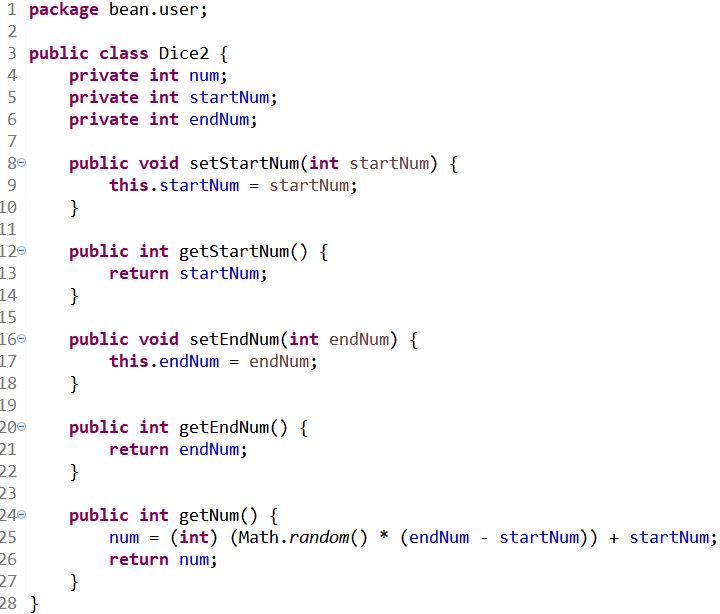 1 package bean.user;
2
3 public class Dice2 {
4     private int num;
5     private int startNum;
6     private int endNum;
7
8     public void setStartNum(int startNum) {
9         this.startNum = startNum;
10     }
11
12     public int getStartNum() {
13         return startNum;
14     }
15
16     public void setEndNum(int endNum) {
17         this.endNum = endNum;
18     }
19
20     public int getEndNum() {
21         return endNum;
22     }
23
24     public int getNum() {
25         num = (int) (Math.random() * (endNum - startNum)) + startNum;
26         return num;
27     }
28 }